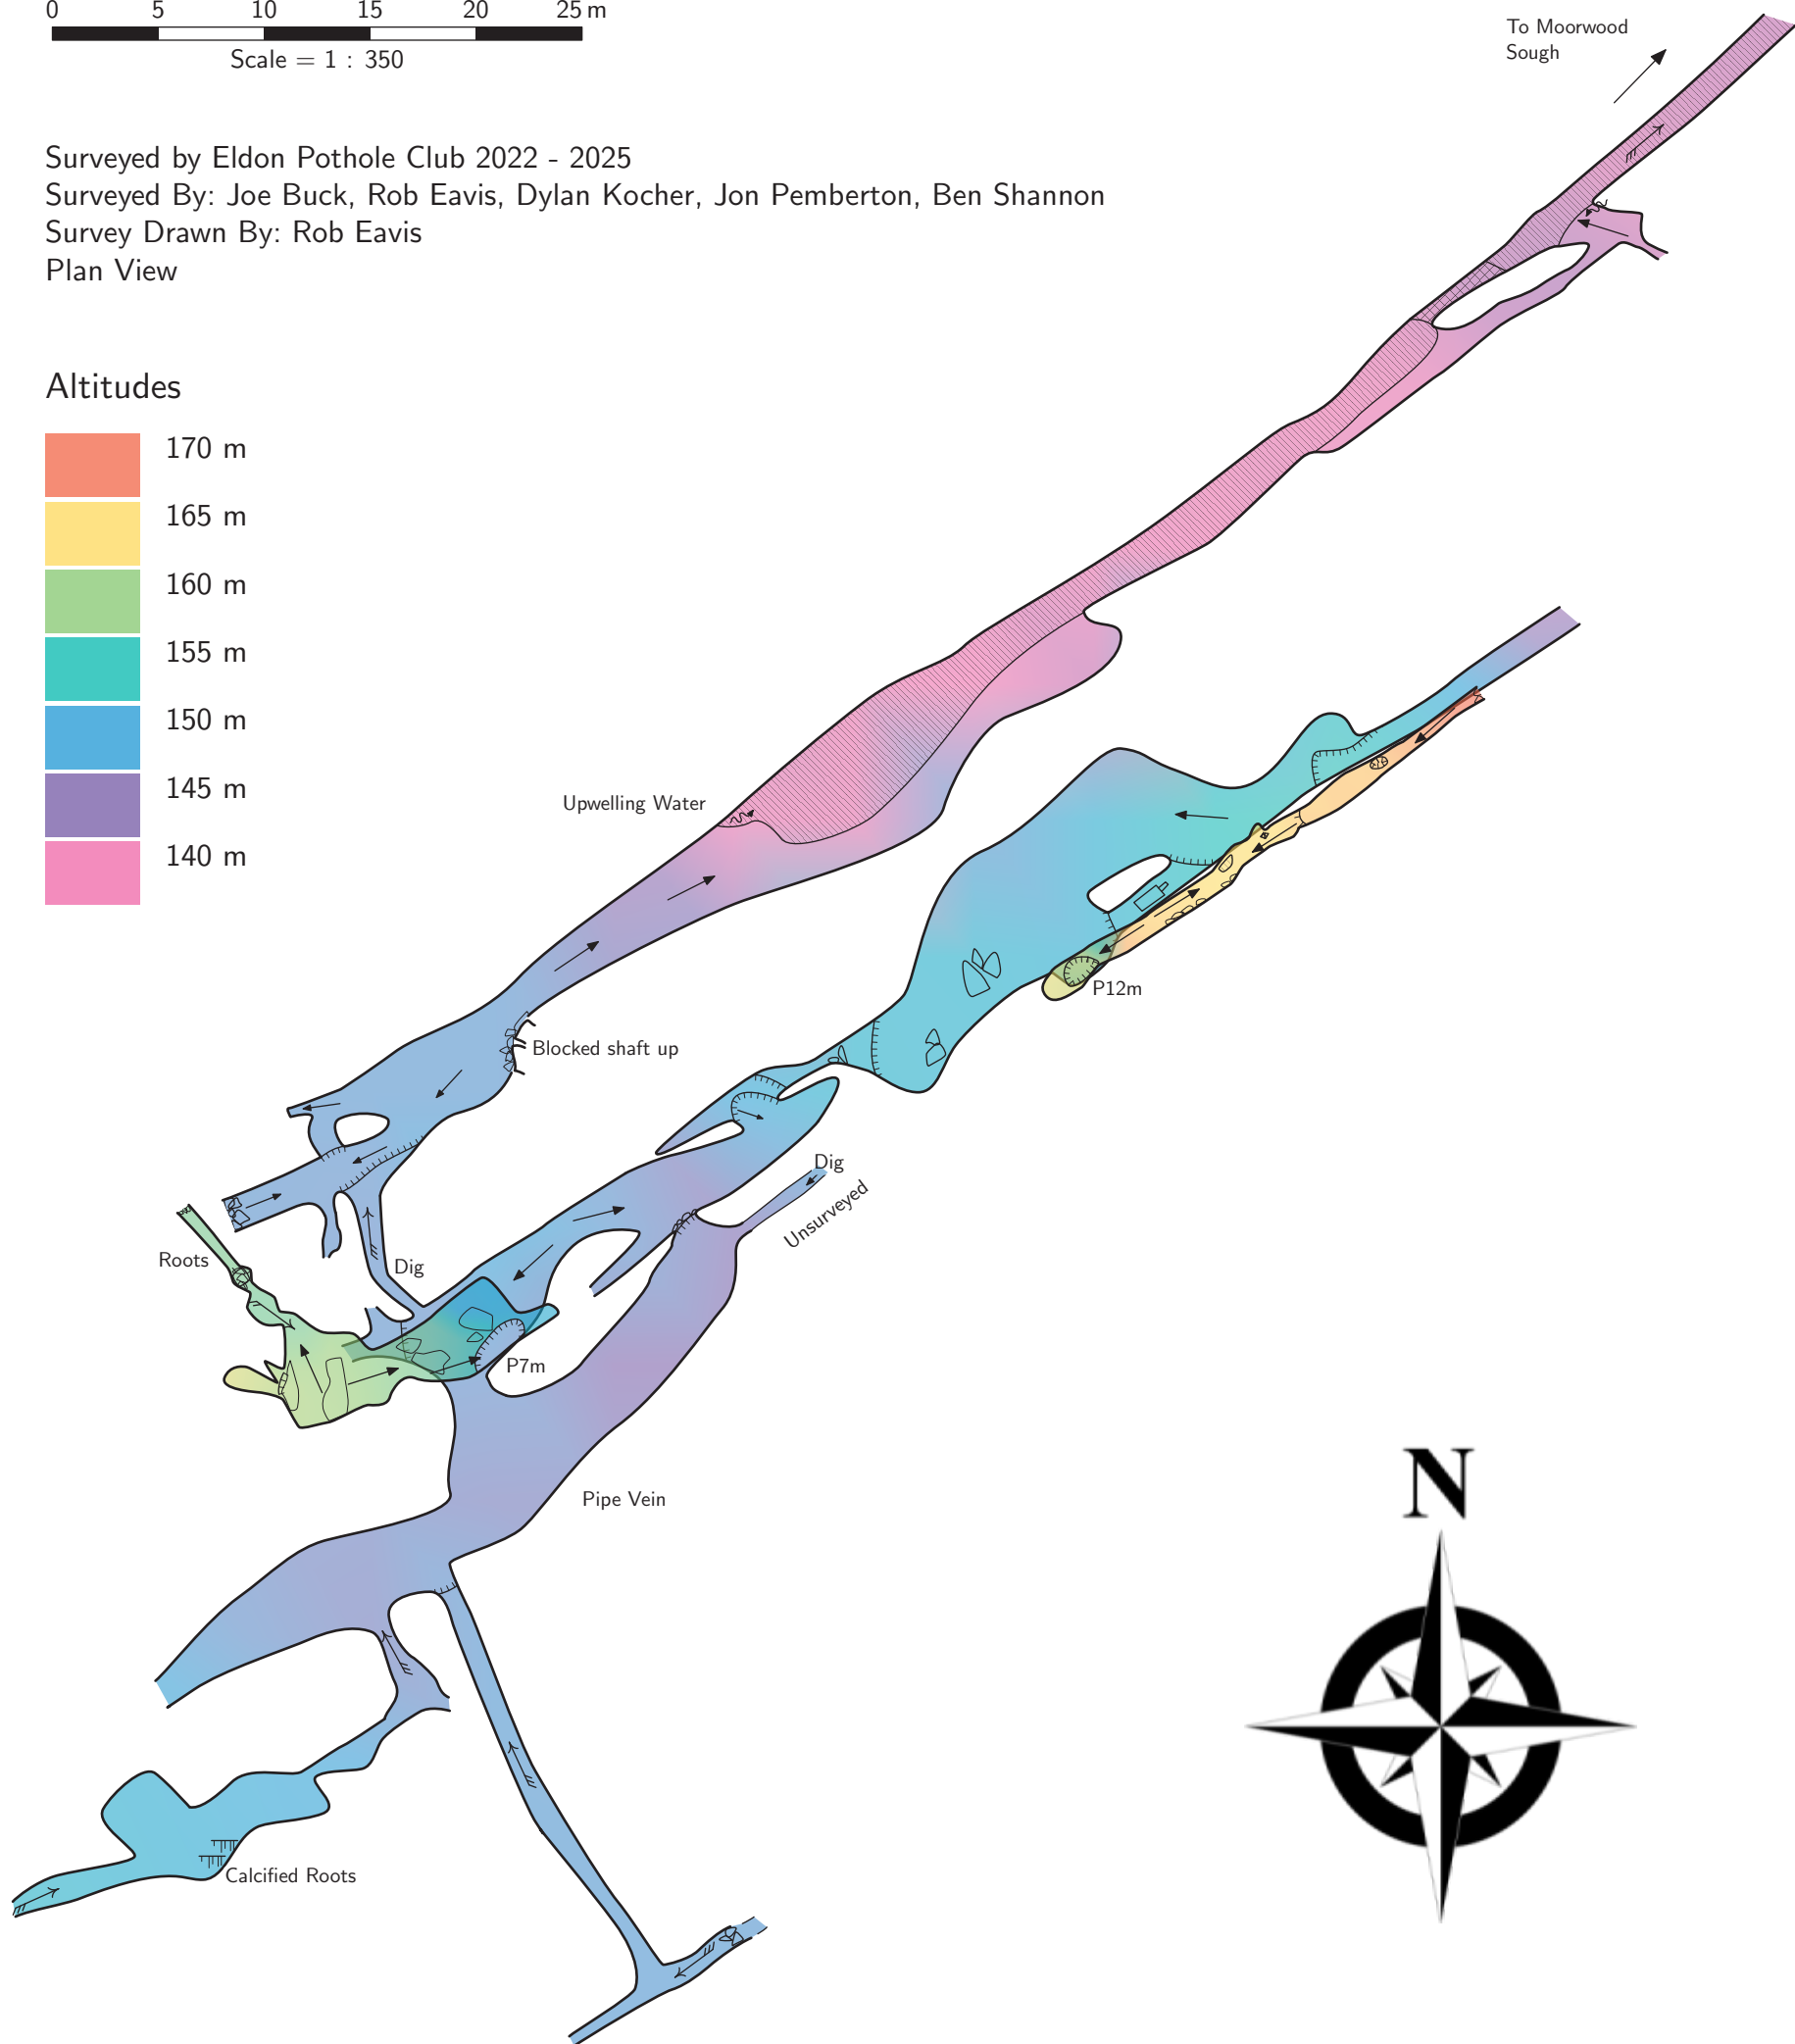 0 5 10 15 20 25 m
Scale = 1 : 350
To Moorwood
Sough
Surveyed by Eldon Pothole Club 2022 - 2025
Surveyed By: Joe Buck, Rob Eavis, Dylan Kocher, Jon Pemberton, Ben Shannon
Survey Drawn By: Rob Eavis
Plan View
Altitudes
170 m
165 m
160 m
155 m
150 m
145 m
140 m
Upwelling Water
P12m
Blocked shaft up
Dig
Unsurveyed
Roots
Dig
P7m
Pipe Vein
N
Calcified Roots